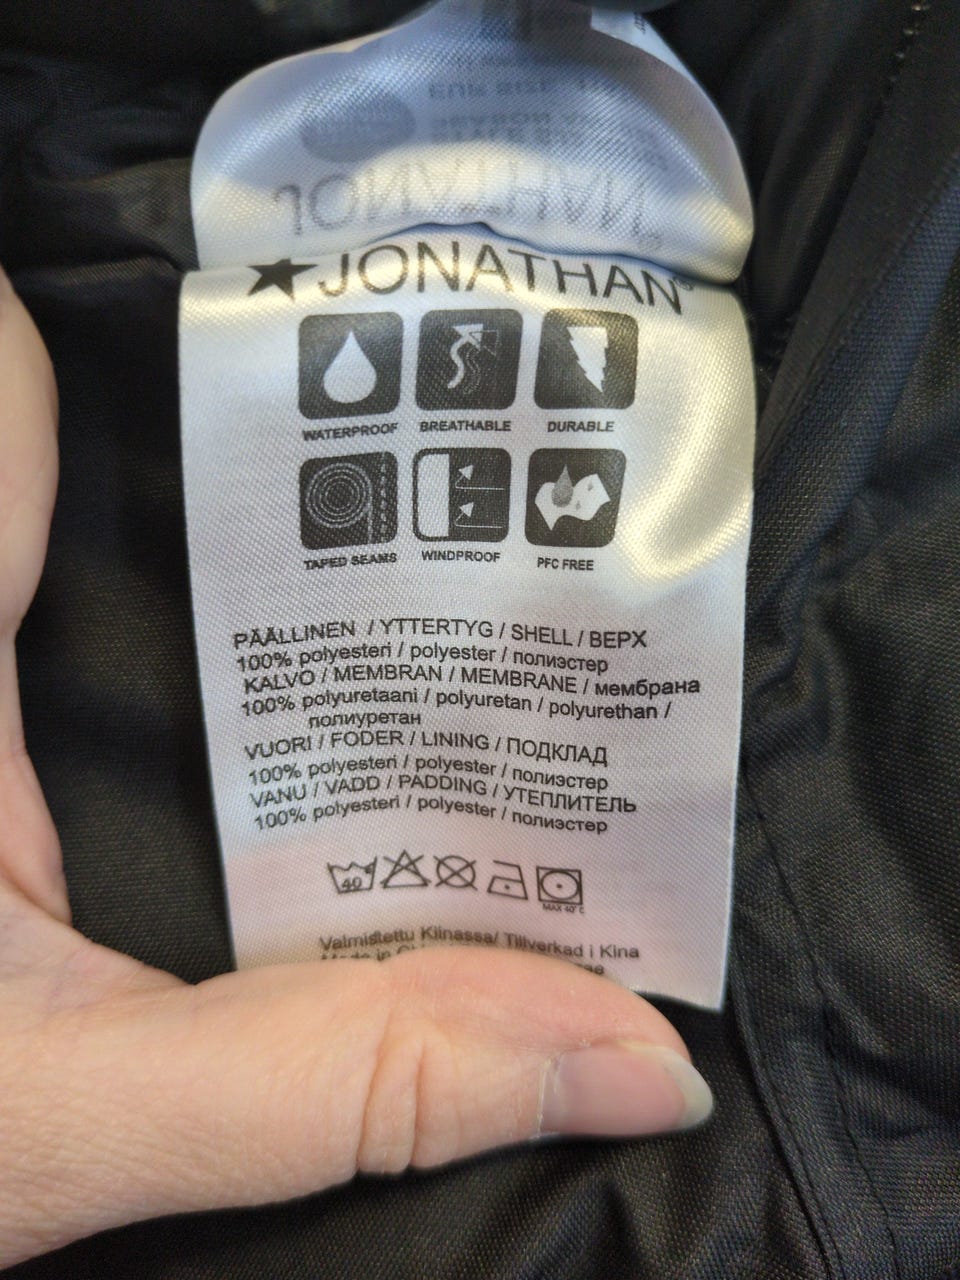 ★ JONATHAN®
WATERPROOF BREATHABLE DURABLE
TAPED SEAMS WINDPROOF PFC FREE
PÄÄLLINEN / YTTERTYG / SHELL / ВЕРХ
100% polyesteri / polyester / полиэстер
KALVO / MEMBRAN / MEMBRANE / мембрана
100% polyuretaani / polyuretan / polyurethan /
полиуретан
VUORI / FODER / LINING / ПОДКЛАД
100% polyesteri / polyester / полиэстер
VANU / VADD / PADDING / УТЕПЛИТЕЛЬ
100% polyesteri / polyester / полиэстер
40
MAX 40°C
Valmistettu Kiinassa/ Tillverkad i Kina
Made in